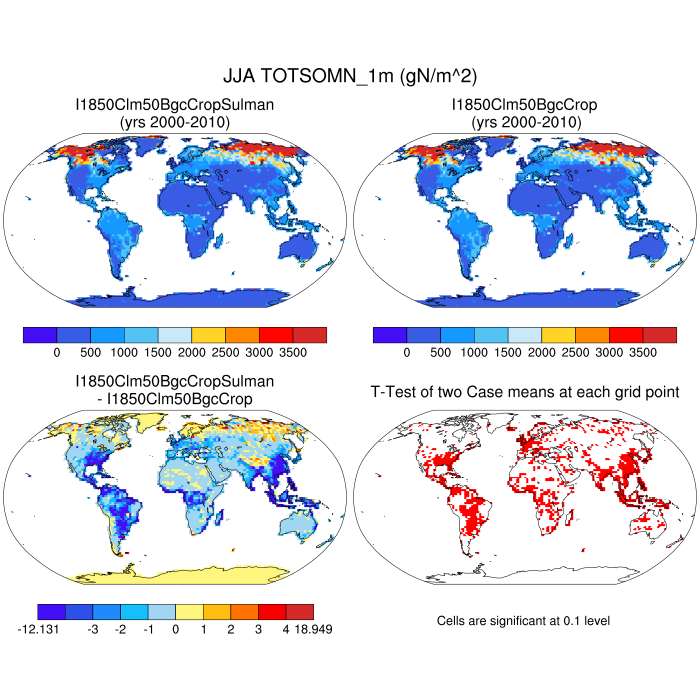 JJA TOTSOMN_1m (gN/m^2)
I1850Clm50BgcCropSulman
(yrs 2000-2010)
I1850Clm50BgcCrop
(yrs 2000-2010)
0 500 1000 1500 2000 2500 3000 3500
0 500 1000 1500 2000 2500 3000 3500
I1850Clm50BgcCropSulman
- I1850Clm50BgcCrop
T-Test of two Case means at each grid point
-12.131 -3 -2 -1 0 1 2 3 4 18.949
Cells are significant at 0.1 level